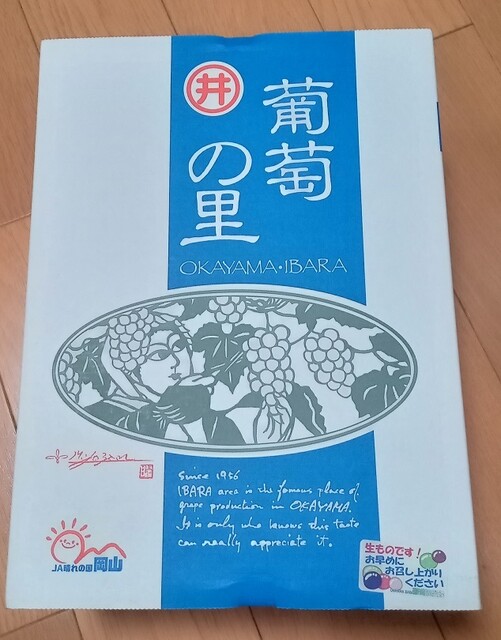 井
葡萄
の里
OKAYAMA・IBARA
Since 1956
IBARA area is the famous place of
grape production in OKAYAMA.
It is only who knows this taste
can really appreciate it.
JA晴れの国 岡山
生ものです!
お早めに
お召し上がり
ください